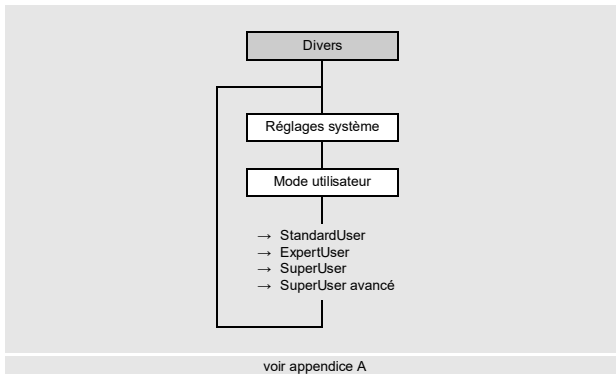 Divers
Réglages système
Mode utilisateur
→ StandardUser
→ ExpertUser
→ SuperUser
→ SuperUser avancé
voir appendice A